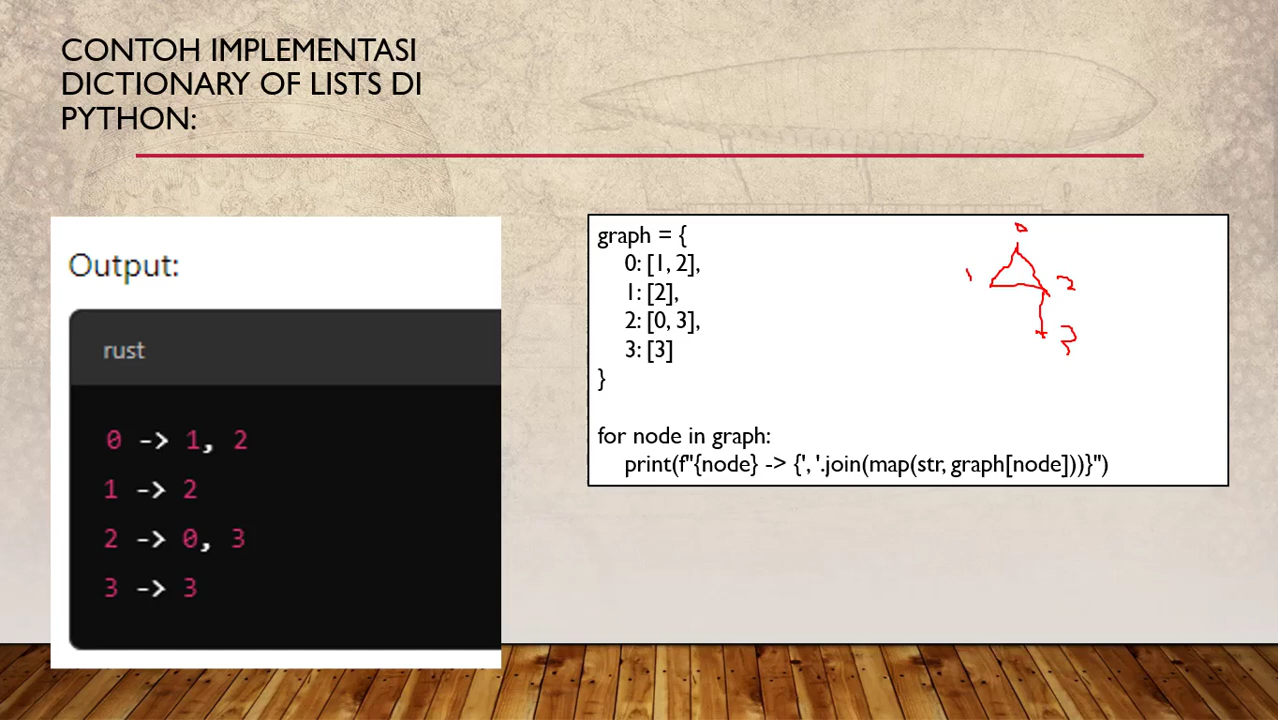 CONTOH IMPLEMENTASI
DICTIONARY OF LISTS DI
PYTHON:
Output:
rust
0 -> 1, 2
1 -> 2
2 -> 0, 3
3 -> 3
graph = {
0: [1, 2],
1: [2],
2: [0, 3],
3: [3]
}
for node in graph:
print(f"{node} -> {', '.join(map(str, graph[node]))}")
0
1
2
3